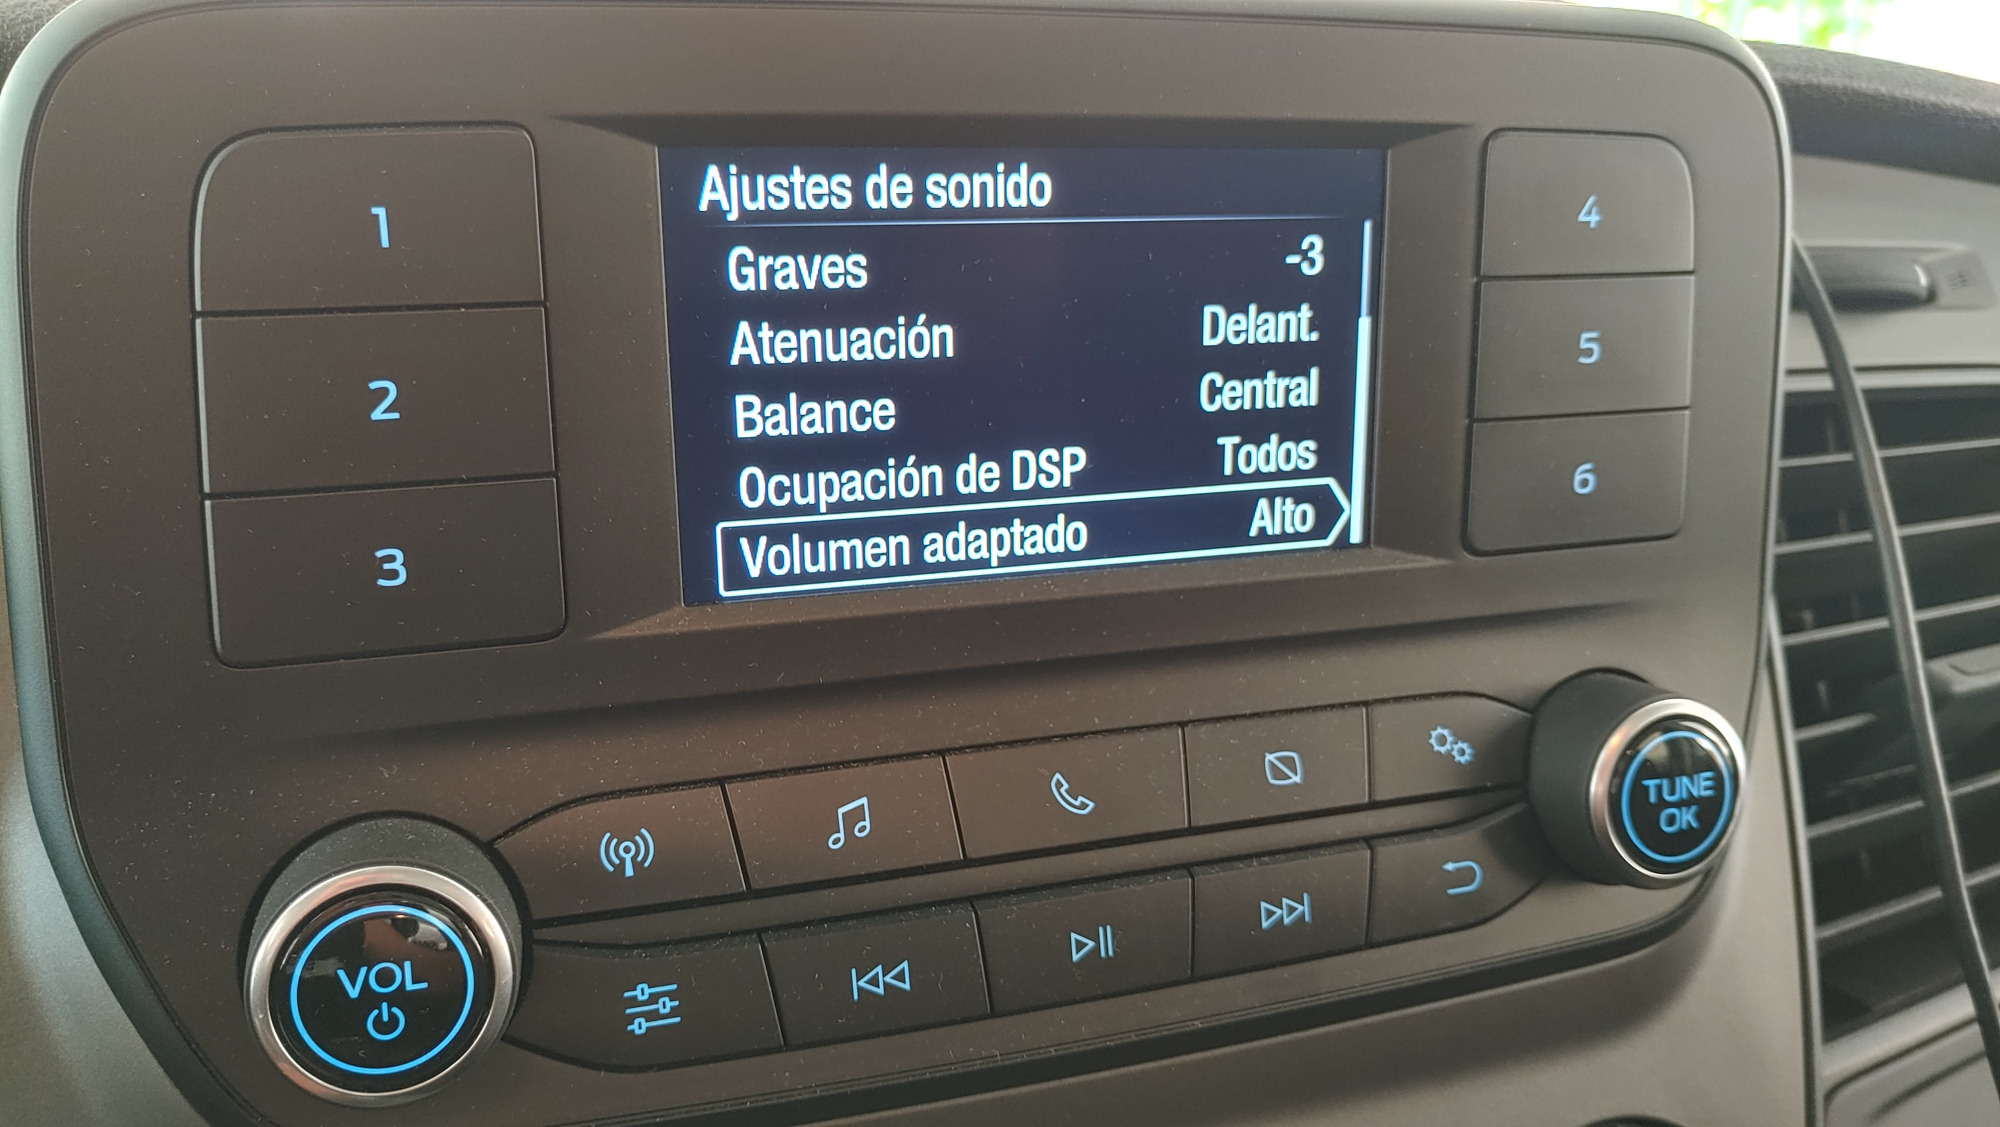 Ajustes de sonido
Graves -3
Atenuación Delant.
Balance Central
Ocupación de DSP Todos
Volumen adaptado Alto
1
2
3
4
5
6
VOL
TUNE
OK